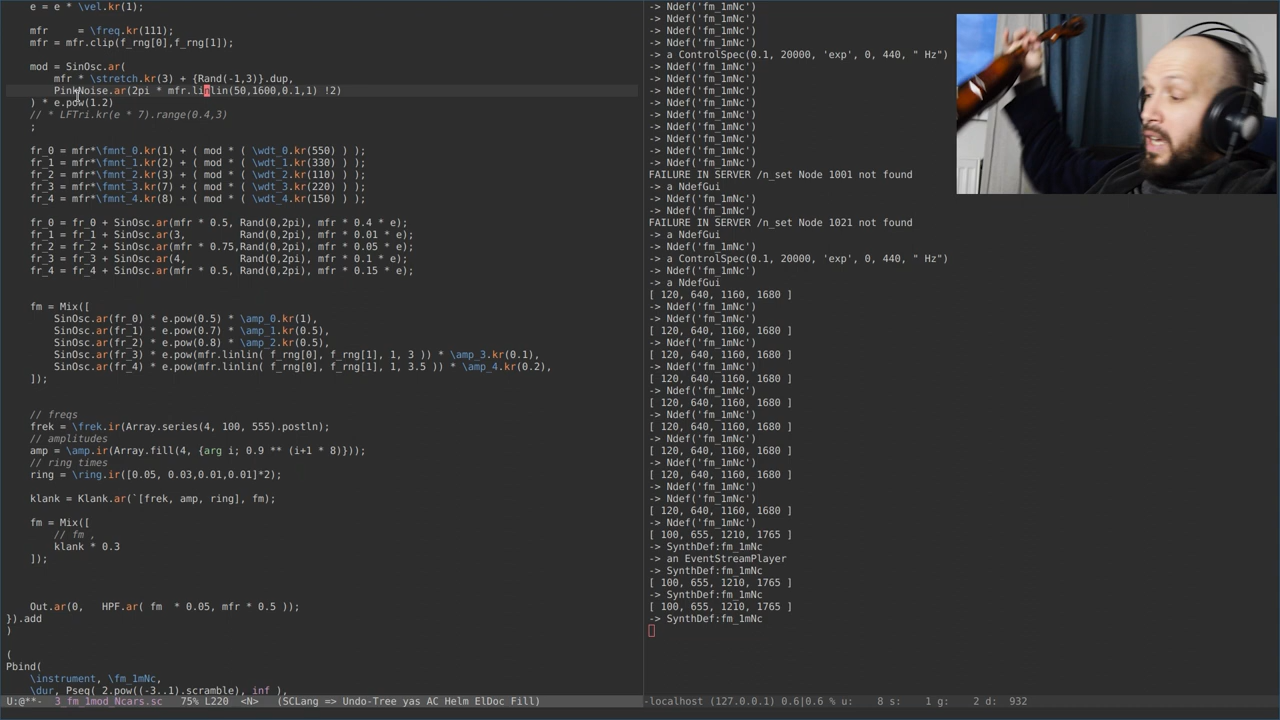 e = e * \vel.kr(1);
mfr     = \freq.kr(111);
mfr = mfr.clip(f_rng[0],f_rng[1]);
mod = SinOsc.ar(
mfr * \stretch.kr(3) + {Rand(-1,3)}.dup,
PinkNoise.ar(2pi * mfr.linlin(50,1600,0.1,1) !2)
) * e.pow(1.2)
// * LFTri.kr(e * 7).range(0.4,3)
;
fr_0 = mfr*\fmnt_0.kr(1) + ( mod * ( \wdt_0.kr(550) ) );
fr_1 = mfr*\fmnt_1.kr(2) + ( mod * ( \wdt_1.kr(330) ) );
fr_2 = mfr*\fmnt_2.kr(3) + ( mod * ( \wdt_2.kr(110) ) );
fr_3 = mfr*\fmnt_3.kr(7) + ( mod * ( \wdt_3.kr(220) ) );
fr_4 = mfr*\fmnt_4.kr(8) + ( mod * ( \wdt_4.kr(150) ) );
fr_0 = fr_0 + SinOsc.ar(mfr * 0.5, Rand(0,2pi), mfr * 0.4 * e);
fr_1 = fr_1 + SinOsc.ar(3,         Rand(0,2pi), mfr * 0.01 * e);
fr_2 = fr_2 + SinOsc.ar(mfr * 0.75,Rand(0,2pi), mfr * 0.05 * e);
fr_3 = fr_3 + SinOsc.ar(4,         Rand(0,2pi), mfr * 0.1 * e);
fr_4 = fr_4 + SinOsc.ar(mfr * 0.5, Rand(0,2pi), mfr * 0.15 * e);
fm = Mix([
SinOsc.ar(fr_0) * e.pow(0.5) * \amp_0.kr(1),
SinOsc.ar(fr_1) * e.pow(0.7) * \amp_1.kr(0.5),
SinOsc.ar(fr_2) * e.pow(0.8) * \amp_2.kr(0.5),
SinOsc.ar(fr_3) * e.pow(mfr.linlin( f_rng[0], f_rng[1], 1, 3 )) * \amp_3.kr(0.1),
SinOsc.ar(fr_4) * e.pow(mfr.linlin( f_rng[0], f_rng[1], 1, 3.5 )) * \amp_4.kr(0.2),
]);
// freqs
frek = \frek.ir(Array.series(4, 100, 555).postln);
// amplitudes
amp = \amp.ir(Array.fill(4, {arg i; 0.9 ** (i+1 * 8)}));
// ring times
ring = \ring.ir([0.05, 0.03,0.01,0.01]*2);
klank = Klank.ar(`[frek, amp, ring], fm);
fm = Mix([
// fm ,
klank * 0.3
]);
Out.ar(0,   HPF.ar( fm  * 0.05, mfr * 0.5 ));
}).add
)
(
Pbind(
\instrument, \fm_1mNc,
\dur, Pseq( 2.pow((-3..1).scramble), inf ),
U:@**-  3_fm_1mod_Ncars.sc   75% L220  <N>   (SCLang => Undo-Tree yas AC Helm ElDoc Fill)
-> Ndef('fm_1mNc')
-> Ndef('fm_1mNc')
-> Ndef('fm_1mNc')
-> Ndef('fm_1mNc')
-> a ControlSpec(0.1, 20000, 'exp', 0, 440, " Hz")
-> Ndef('fm_1mNc')
-> Ndef('fm_1mNc')
-> Ndef('fm_1mNc')
-> Ndef('fm_1mNc')
-> Ndef('fm_1mNc')
-> Ndef('fm_1mNc')
-> Ndef('fm_1mNc')
-> Ndef('fm_1mNc')
-> Ndef('fm_1mNc')
FAILURE IN SERVER /n_set Node 1001 not found
-> a NdefGui
-> Ndef('fm_1mNc')
-> Ndef('fm_1mNc')
FAILURE IN SERVER /n_set Node 1021 not found
-> a NdefGui
-> Ndef('fm_1mNc')
-> a ControlSpec(0.1, 20000, 'exp', 0, 440, " Hz")
-> Ndef('fm_1mNc')
-> a NdefGui
[ 120, 640, 1160, 1680 ]
-> Ndef('fm_1mNc')
-> Ndef('fm_1mNc')
[ 120, 640, 1160, 1680 ]
-> Ndef('fm_1mNc')
[ 120, 640, 1160, 1680 ]
-> Ndef('fm_1mNc')
[ 120, 640, 1160, 1680 ]
-> Ndef('fm_1mNc')
[ 120, 640, 1160, 1680 ]
-> Ndef('fm_1mNc')
[ 120, 640, 1160, 1680 ]
-> Ndef('fm_1mNc')
[ 120, 640, 1160, 1680 ]
-> Ndef('fm_1mNc')
[ 120, 640, 1160, 1680 ]
-> Ndef('fm_1mNc')
-> Ndef('fm_1mNc')
[ 120, 640, 1160, 1680 ]
-> Ndef('fm_1mNc')
[ 100, 655, 1210, 1765 ]
-> SynthDef:fm_1mNc
-> an EventStreamPlayer
-> SynthDef:fm_1mNc
[ 100, 655, 1210, 1765 ]
-> SynthDef:fm_1mNc
[ 100, 655, 1210, 1765 ]
-> SynthDef:fm_1mNc
-localhost (127.0.0.1) 0.6|0.6 % u:    8 s:    1 g:    2 d:  932